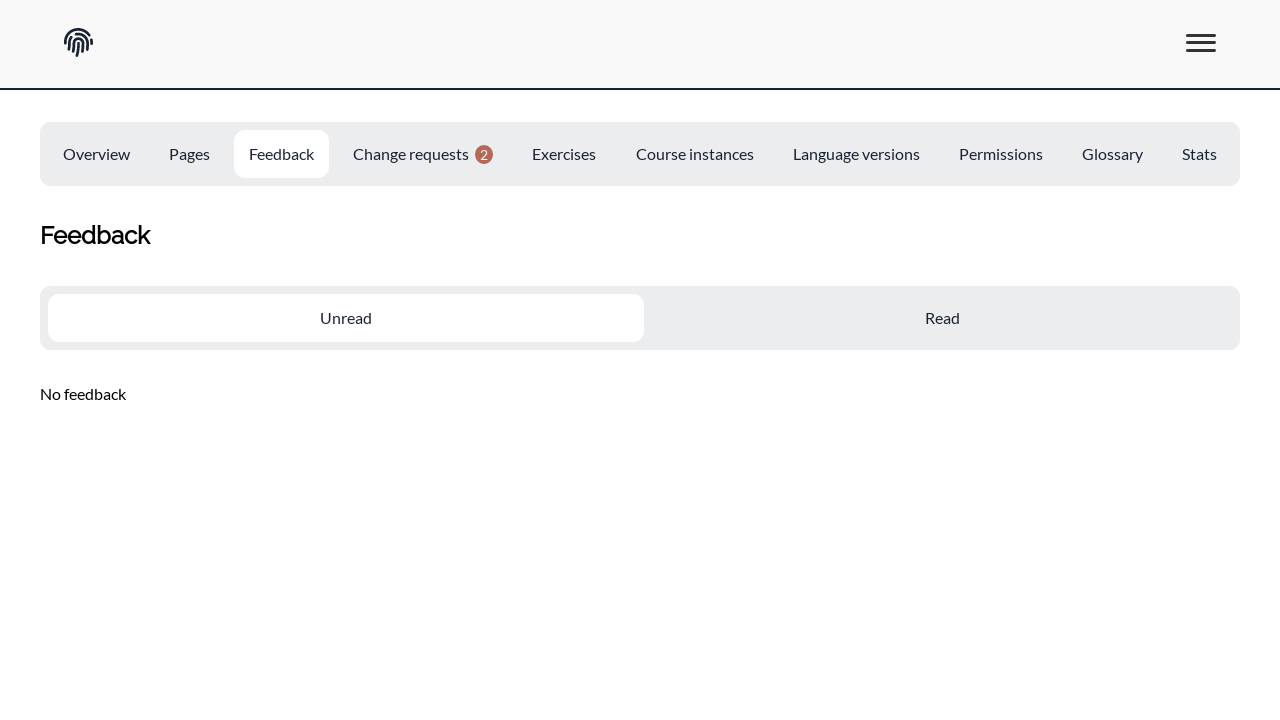 Overview Pages Feedback Change requests 2 Exercises Course instances Language versions Permissions Glossary Stats
Feedback
Unread Read
No feedback